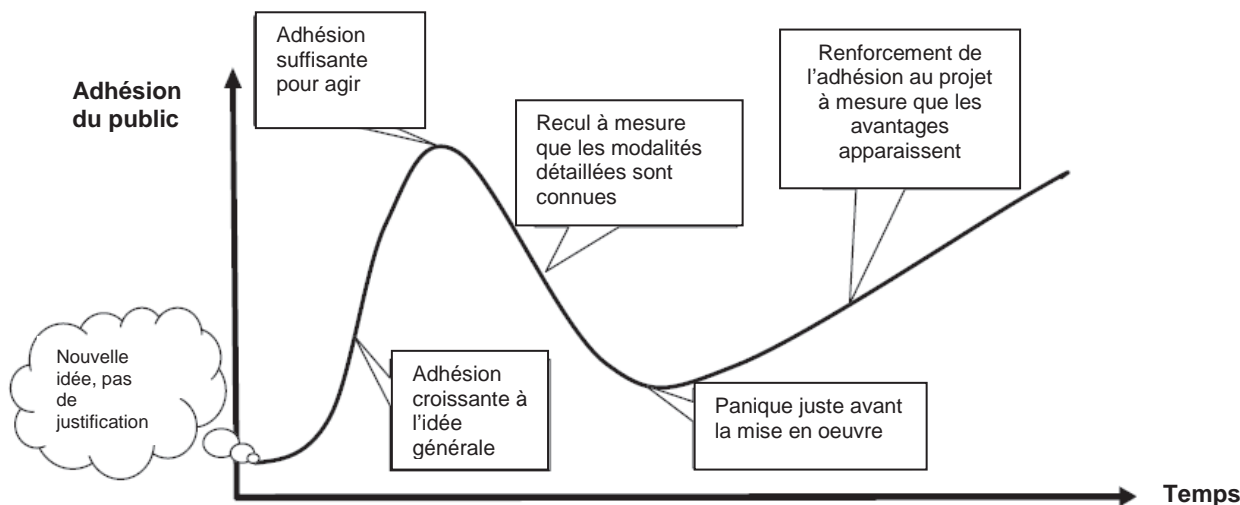 Adhésion
du public
Adhésion
suffisante
pour agir
Recul à mesure
que les modalités
détaillées sont
connues
Renforcement de
l'adhésion au projet
à mesure que les
avantages
apparaissent
Nouvelle
idée, pas
de
justification
Adhésion
croissante à
l'idée
générale
Panique juste avant
la mise en oeuvre
Temps